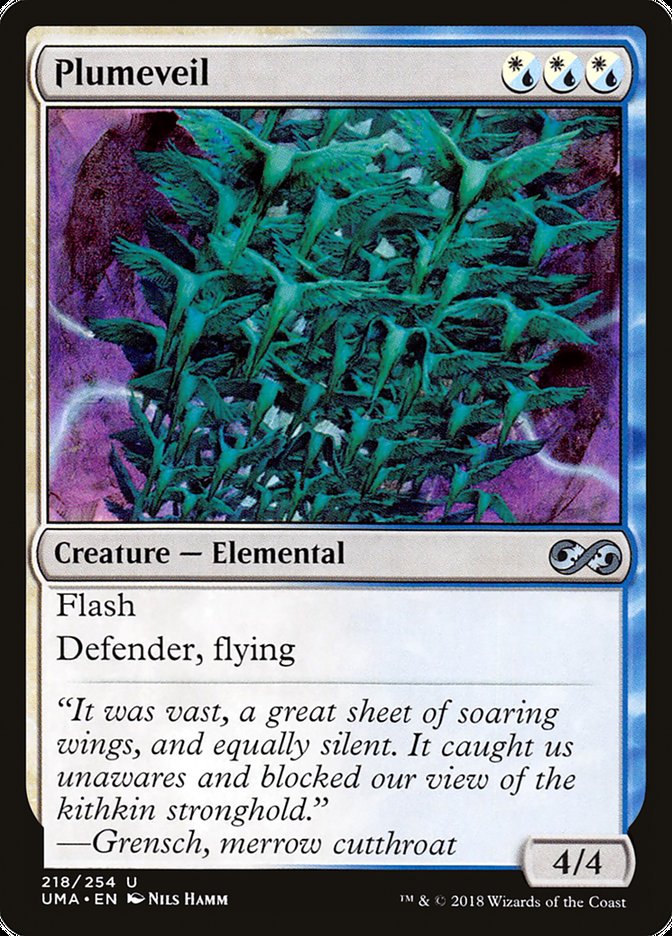 Plumeveil
Creature — Elemental
Flash
Defender, flying
“It was vast, a great sheet of soaring
wings, and equally silent. It caught us
unawares and blocked our view of the
kithkin stronghold.”
—Grensch, merrow cutthroat
4/4
218/254 U
UMA • EN Nils Hamm
™ & © 2018 Wizards of the Coast